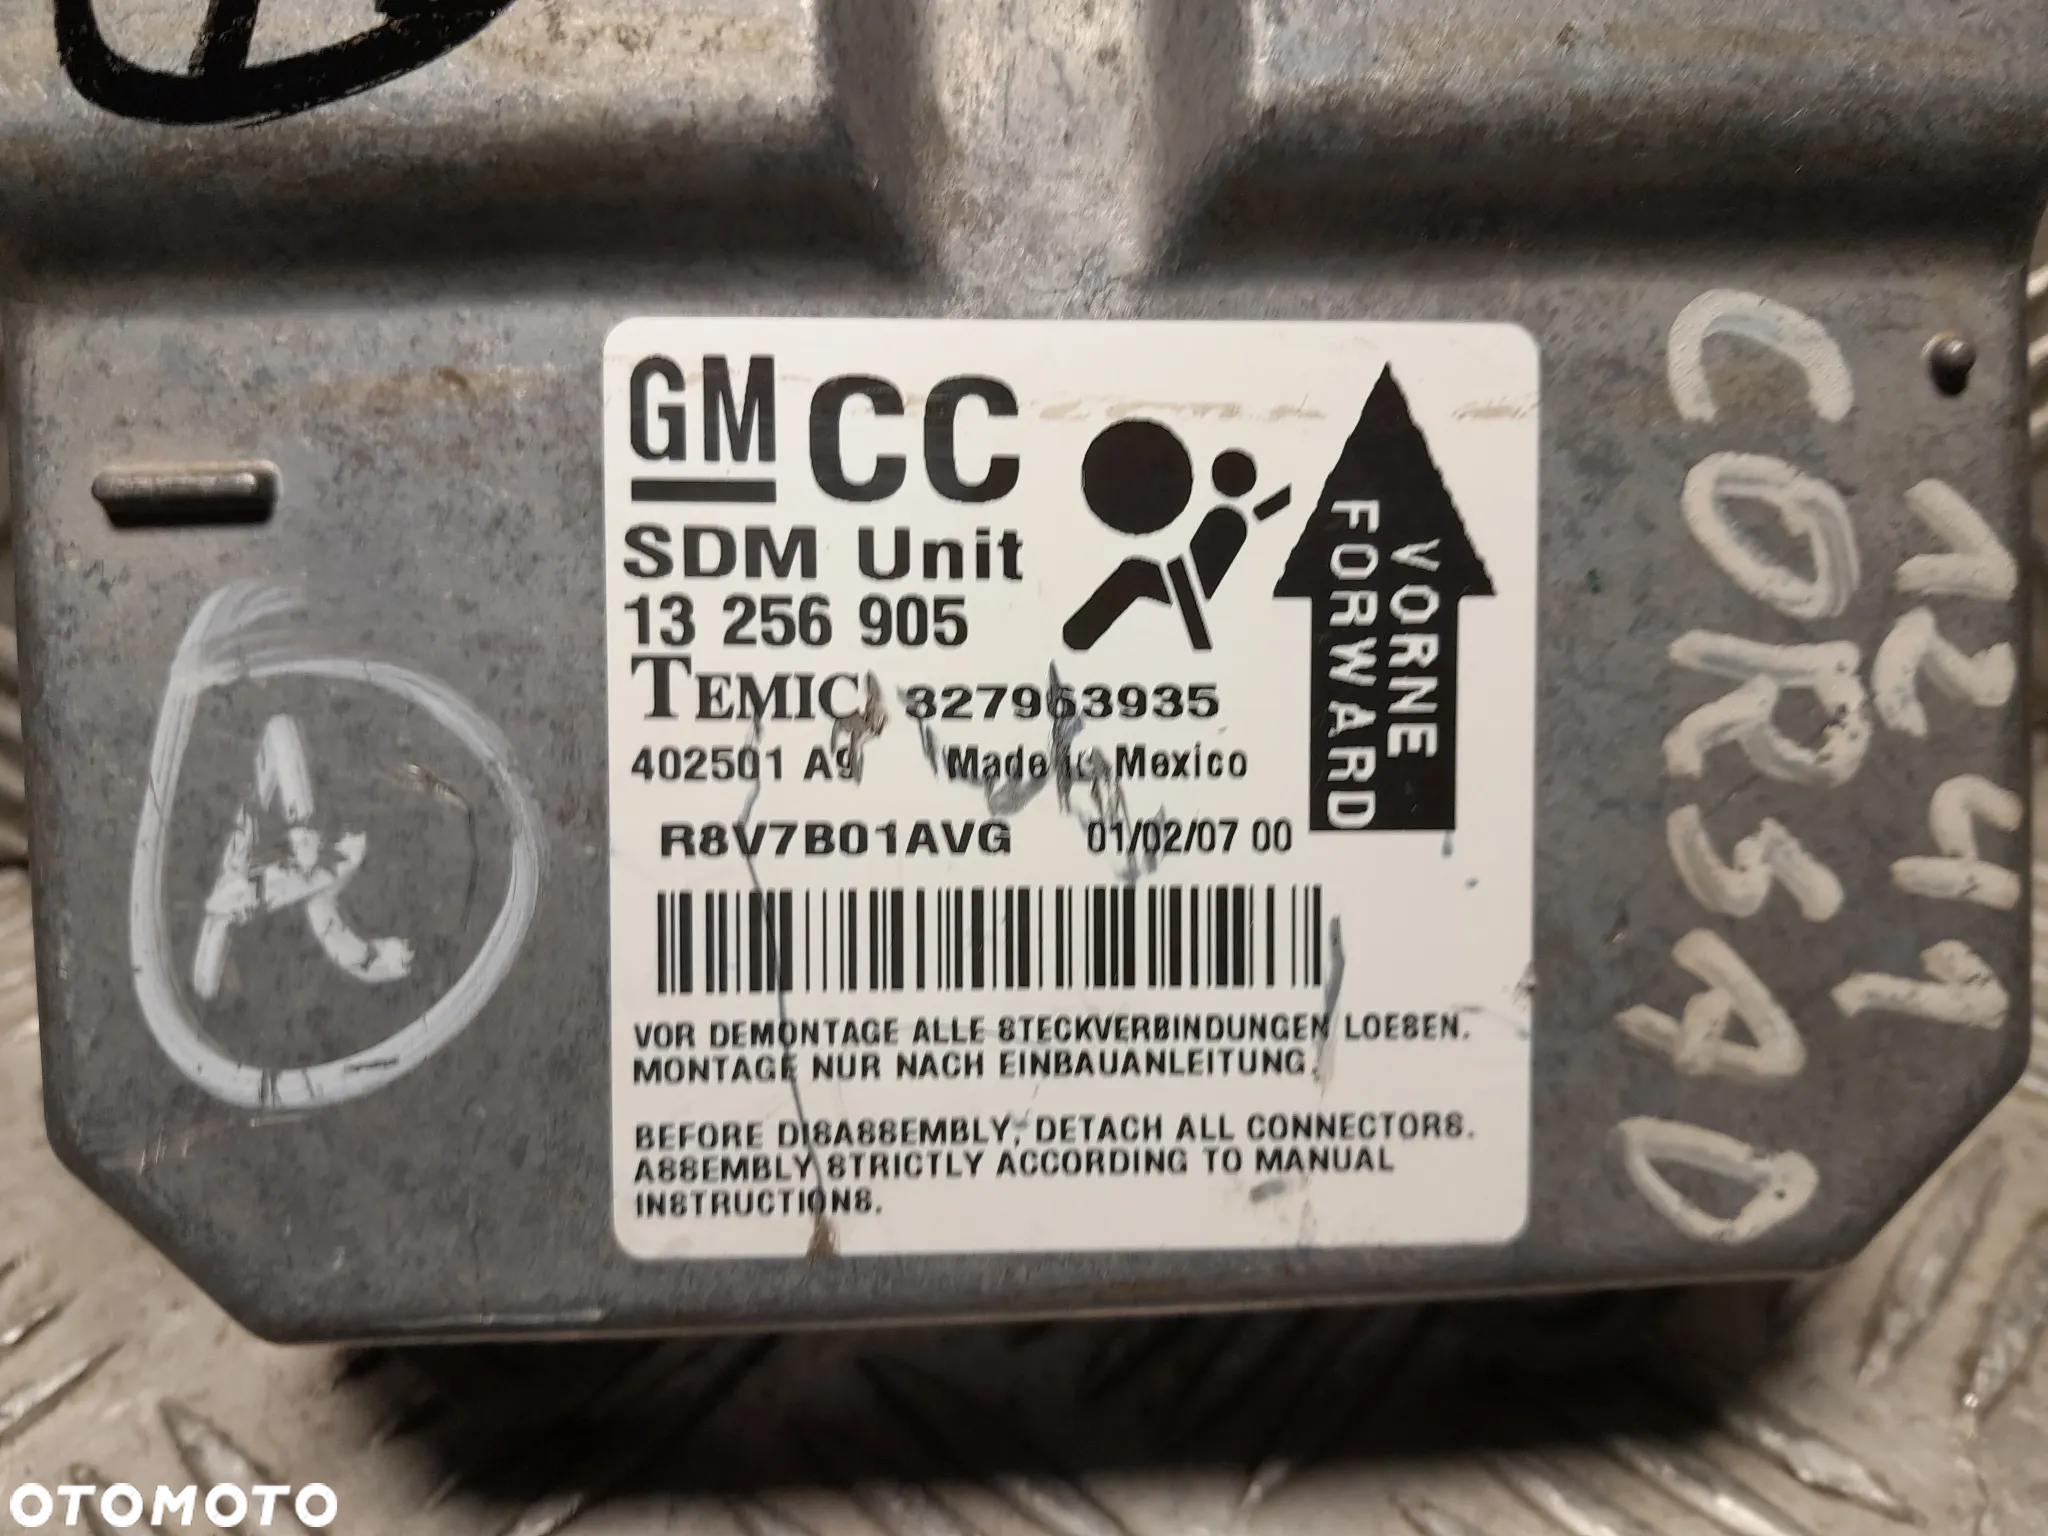 GM CC
SDM Unit
13 256 905
TEMIC 327963935
402501 A9 Made in Mexico
R8V7B01AVG 01/02/07 00
VOR DEMONTAGE ALLE STECKVERBINDUNGEN LOESEN.
MONTAGE NUR NACH EINBAUANLEITUNG.
BEFORE DISASSEMBLY, DETACH ALL CONNECTORS.
ASSEMBLY STRICTLY ACCORDING TO MANUAL
INSTRUCTIONS.
VORNE
FORWARD
A
1241
CORSA D
OTOMOTO